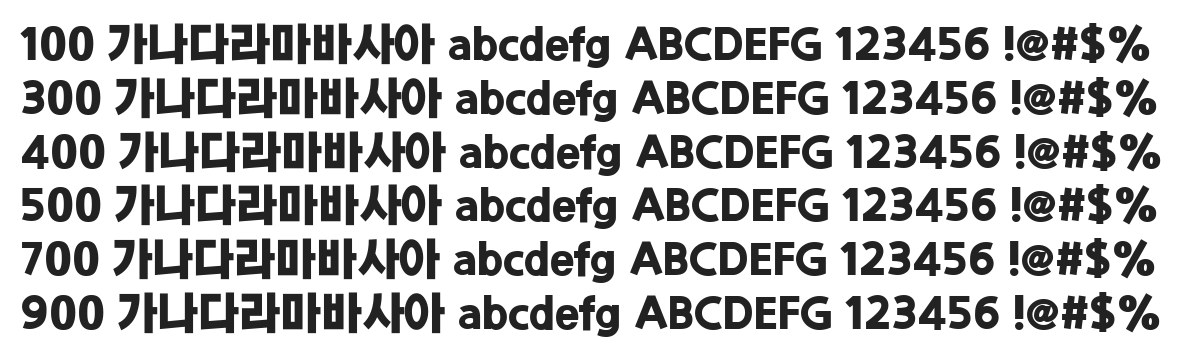 100 가나다라마바사아 abcdefg ABCDEFG 123456 !@#$%
300 가나다라마바사아 abcdefg ABCDEFG 123456 !@#$%
400 가나다라마바사아 abcdefg ABCDEFG 123456 !@#$%
500 가나다라마바사아 abcdefg ABCDEFG 123456 !@#$%
700 가나다라마바사아 abcdefg ABCDEFG 123456 !@#$%
900 가나다라마바사아 abcdefg ABCDEFG 123456 !@#$%